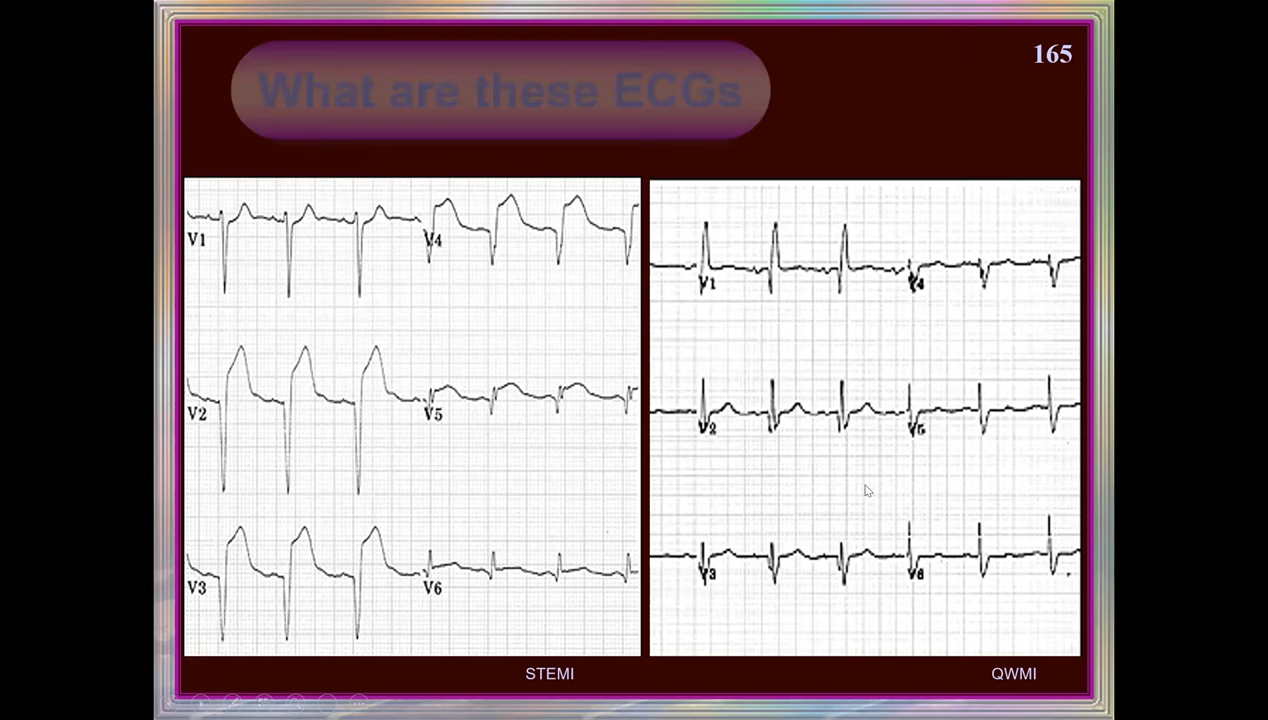 165
What are these ECGs
V1
V4
V2
V5
V3
V6
V1
V4
V2
V5
V3
V6
STEMI
QWMI